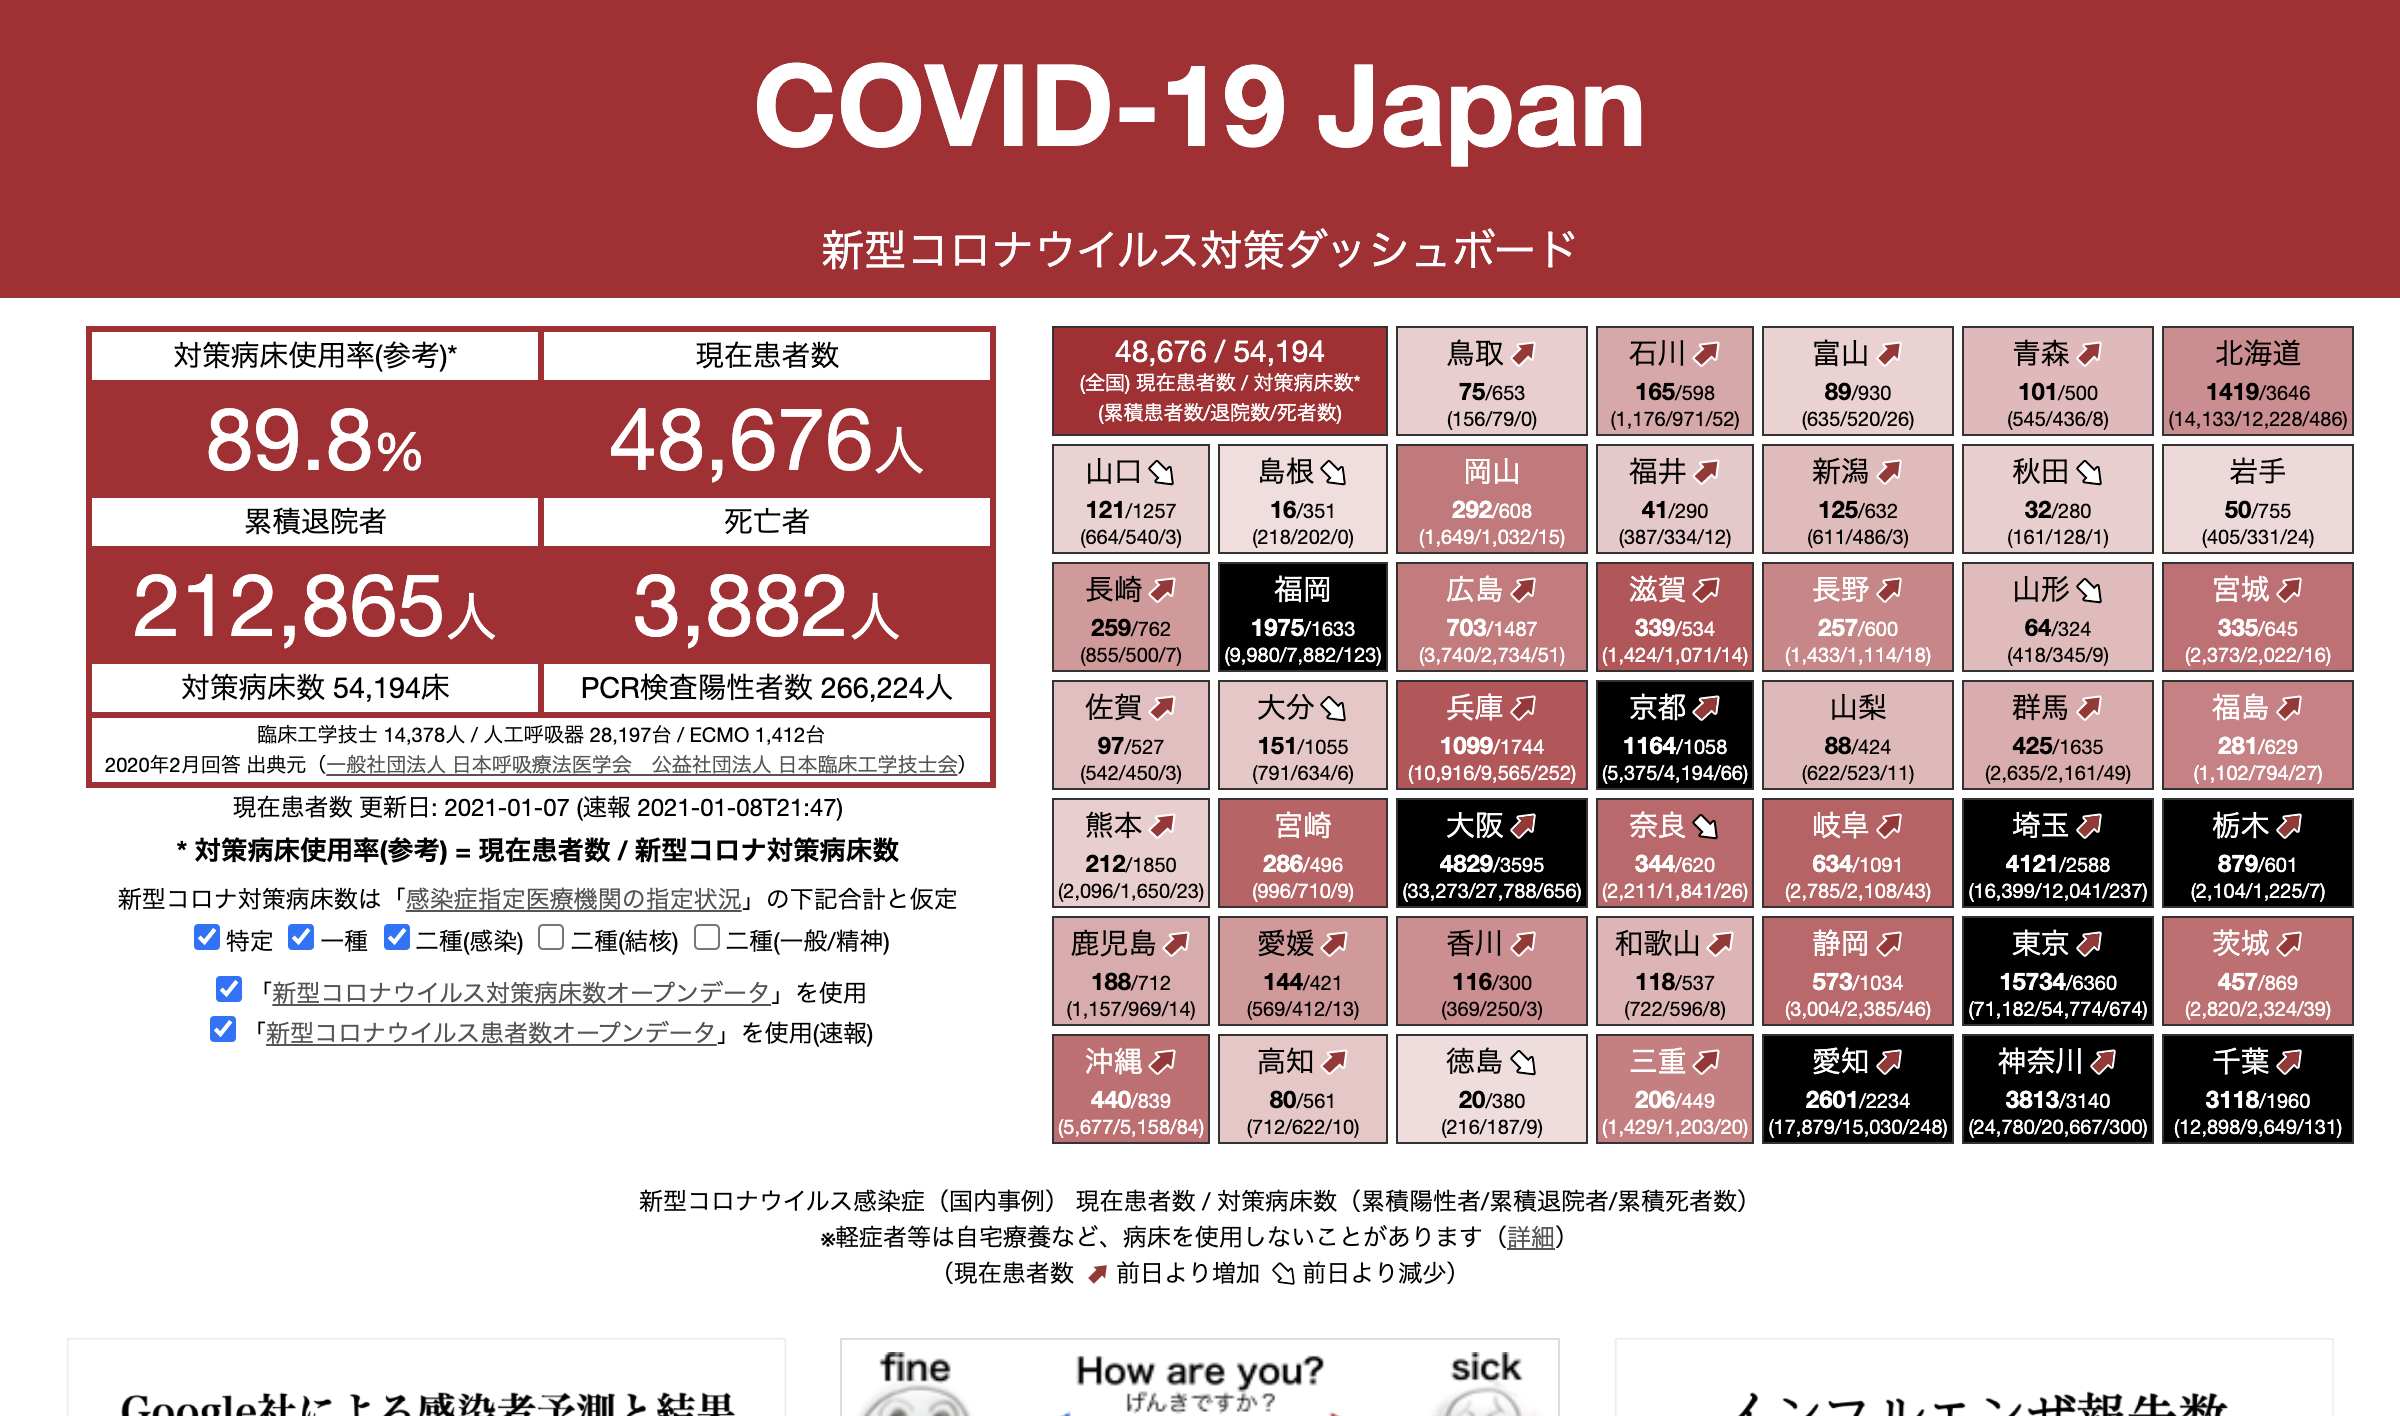 COVID-19 Japan
新型コロナウイルス対策ダッシュボード
対策病床使用率(参考)*
現在患者数
89.8%
48,676人
累積退院者
死亡者
212,865人
3,882人
対策病床数 54,194床
PCR検査陽性者数 266,224人
臨床工学技士 14,378人 / 人工呼吸器 28,197台 / ECMO 1,412台
2020年2月回答 出典元（一般社団法人 日本呼吸療法医学会　公益社団法人 日本臨床工学技士会）
現在患者数 更新日: 2021-01-07 (速報 2021-01-08T21:47)
* 対策病床使用率(参考) = 現在患者数 / 新型コロナ対策病床数
新型コロナ対策病床数は「感染症指定医療機関の指定状況」の下記合計と仮定
特定 一種 二種(感染) 二種(結核) 二種(一般/精神)
「新型コロナウイルス対策病床数オープンデータ」を使用
「新型コロナウイルス患者数オープンデータ」を使用(速報)
48,676 / 54,194
(全国) 現在患者数 / 対策病床数*
(累積患者数/退院数/死者数)
鳥取
75/653
(156/79/0)
石川
165/598
(1,176/971/52)
富山
89/930
(635/520/26)
青森
101/500
(545/436/8)
北海道
1419/3646
(14,133/12,228/486)
山口
121/1257
(664/540/3)
島根
16/351
(218/202/0)
岡山
292/608
(1,649/1,032/15)
福井
41/290
(387/334/12)
新潟
125/632
(611/486/3)
秋田
32/280
(161/128/1)
岩手
50/755
(405/331/24)
長崎
259/762
(855/500/7)
福岡
1975/1633
(9,980/7,882/123)
広島
703/1487
(3,740/2,734/51)
滋賀
339/534
(1,424/1,071/14)
長野
257/600
(1,433/1,114/18)
山形
64/324
(418/345/9)
宮城
335/645
(2,373/2,022/16)
佐賀
97/527
(542/450/3)
大分
151/1055
(791/634/6)
兵庫
1099/1744
(10,916/9,565/252)
京都
1164/1058
(5,375/4,194/66)
山梨
88/424
(622/523/11)
群馬
425/1635
(2,635/2,161/49)
福島
281/629
(1,102/794/27)
熊本
212/1850
(2,096/1,650/23)
宮崎
286/496
(996/710/9)
大阪
4829/3595
(33,273/27,788/656)
奈良
344/620
(2,211/1,841/26)
岐阜
634/1091
(2,785/2,108/43)
埼玉
4121/2588
(16,399/12,041/237)
栃木
879/601
(2,104/1,225/7)
鹿児島
188/712
(1,157/969/14)
愛媛
144/421
(569/412/13)
香川
116/300
(369/250/3)
和歌山
118/537
(722/596/8)
静岡
573/1034
(3,004/2,385/46)
東京
15734/6360
(71,182/54,774/674)
茨城
457/869
(2,820/2,324/39)
沖縄
440/839
(5,677/5,158/84)
高知
80/561
(712/622/10)
徳島
20/380
(216/187/9)
三重
206/449
(1,429/1,203/20)
愛知
2601/2234
(17,879/15,030/248)
神奈川
3813/3140
(24,780/20,667/300)
千葉
3118/1960
(12,898/9,649/131)
新型コロナウイルス感染症（国内事例） 現在患者数 / 対策病床数（累積陽性者/累積退院者/累積死者数）
※軽症者等は自宅療養など、病床を使用しないことがあります（詳細）
（現在患者数 前日より増加 前日より減少）
Google社による感染者予測と結果
fine
How are you?
sick
げんきですか？
インフルエンザ報告数